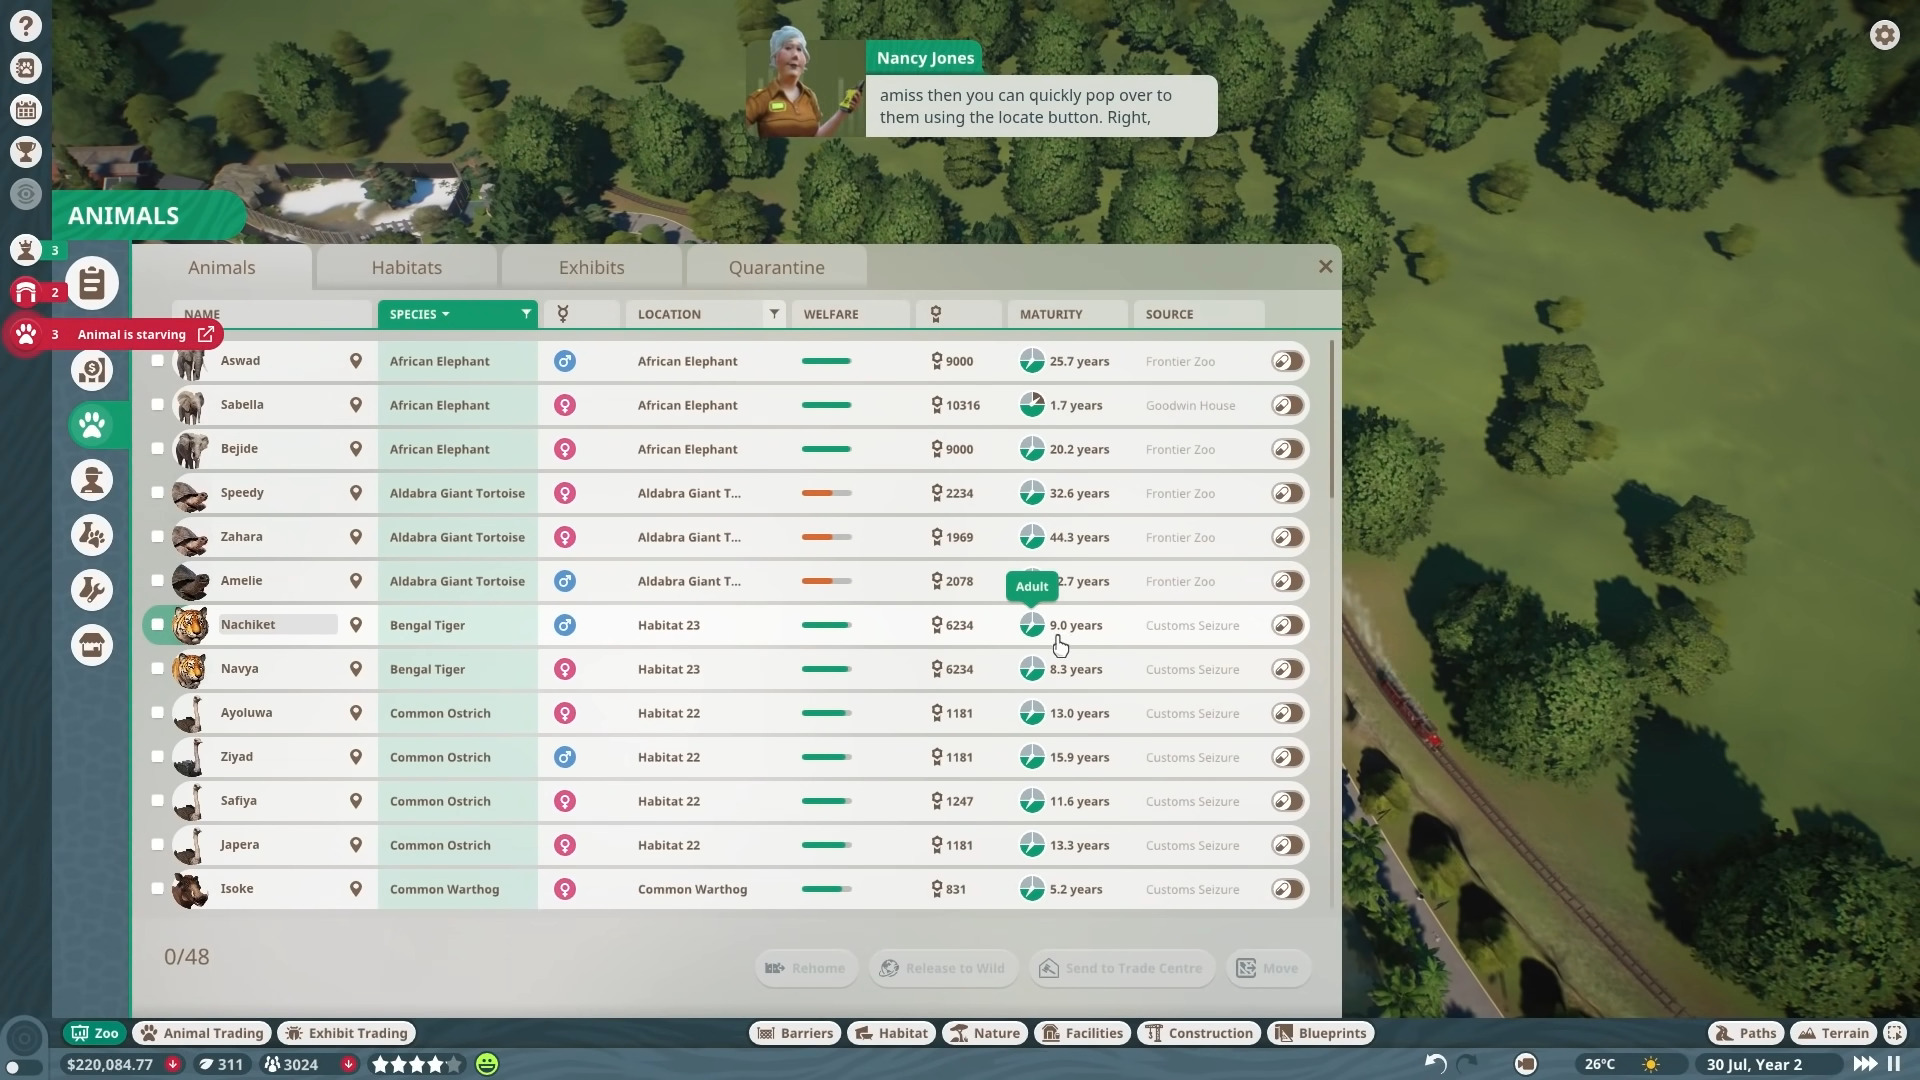 Nancy Jones
amiss then you can quickly pop over to
them using the locate button. Right,
ANIMALS
3
2
3 Animal is starving
Animals Habitats Exhibits Quarantine
NAME SPECIES LOCATION WELFARE MATURITY SOURCE
Aswad African Elephant African Elephant 9000 25.7 years Frontier Zoo
Sabella African Elephant African Elephant 10316 1.7 years Goodwin House
Bejide African Elephant African Elephant 9000 20.2 years Frontier Zoo
Speedy Aldabra Giant Tortoise Aldabra Giant T... 2234 32.6 years Frontier Zoo
Zahara Aldabra Giant Tortoise Aldabra Giant T... 1969 44.3 years Frontier Zoo
Amelie Aldabra Giant Tortoise Aldabra Giant T... 2078 2.7 years Frontier Zoo
Adult
Nachiket Bengal Tiger Habitat 23 6234 9.0 years Customs Seizure
Navya Bengal Tiger Habitat 23 6234 8.3 years Customs Seizure
Ayoluwa Common Ostrich Habitat 22 1181 13.0 years Customs Seizure
Ziyad Common Ostrich Habitat 22 1181 15.9 years Customs Seizure
Safiya Common Ostrich Habitat 22 1247 11.6 years Customs Seizure
Japera Common Ostrich Habitat 22 1181 13.3 years Customs Seizure
Isoke Common Warthog Common Warthog 831 5.2 years Customs Seizure
0/48
Rehome Release to Wild Send to Trade Centre Move
Zoo Animal Trading Exhibit Trading Barriers Habitat Nature Facilities Construction Blueprints Paths Terrain
$220,084.77 311 3024 26°C 30 Jul, Year 2